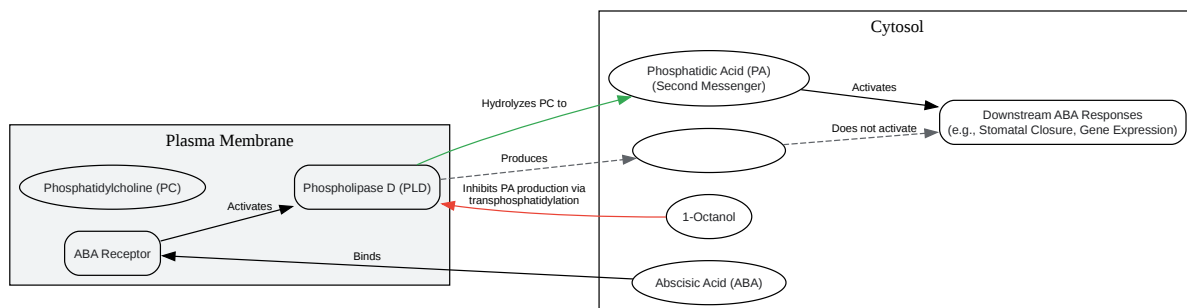 Cytosol
Phosphatidic Acid (PA)
(Second Messenger)
Activates
Hydrolyzes PC to
Downstream ABA Responses
(e.g., Stomatal Closure, Gene Expression)
Does not activate
Plasma Membrane
Produces
Phosphatidylcholine (PC)
Phospholipase D (PLD)
Inhibits PA production via
transphosphatidylation
Activates
1-Octanol
ABA Receptor
Binds
Abscisic Acid (ABA)